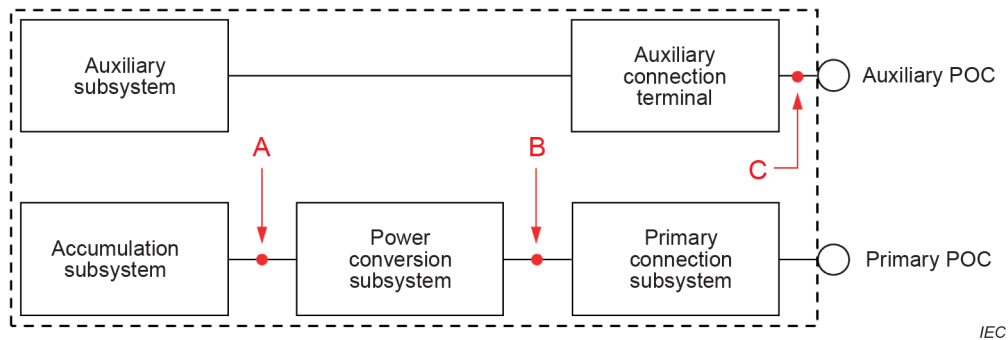 Auxiliary
subsystem
Auxiliary
connection
terminal
Auxiliary POC
A
B
C
Accumulation
subsystem
Power
conversion
subsystem
Primary
connection
subsystem
Primary POC
IEC